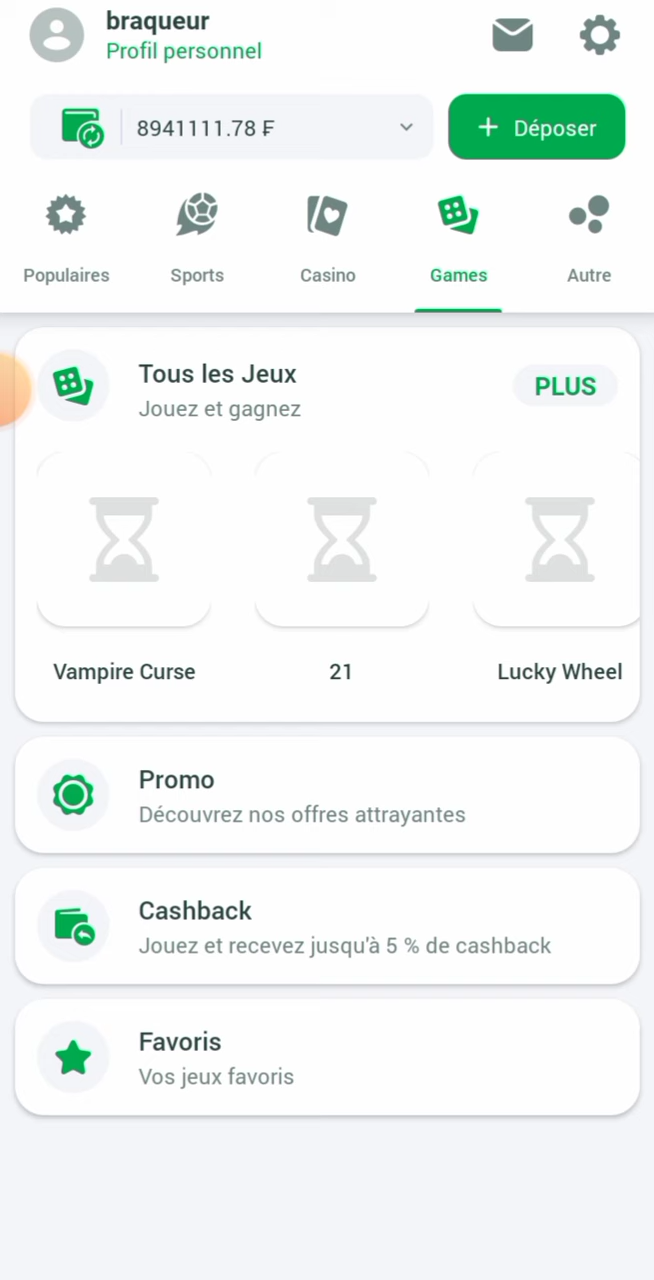 braqueur
Profil personnel
8941111.78 ₣
+ Déposer
Populaires
Sports
Casino
Games
Autre
Tous les Jeux
Jouez et gagnez
PLUS
Vampire Curse
21
Lucky Wheel
Promo
Découvrez nos offres attrayantes
Cashback
Jouez et recevez jusqu'à 5 % de cashback
Favoris
Vos jeux favoris